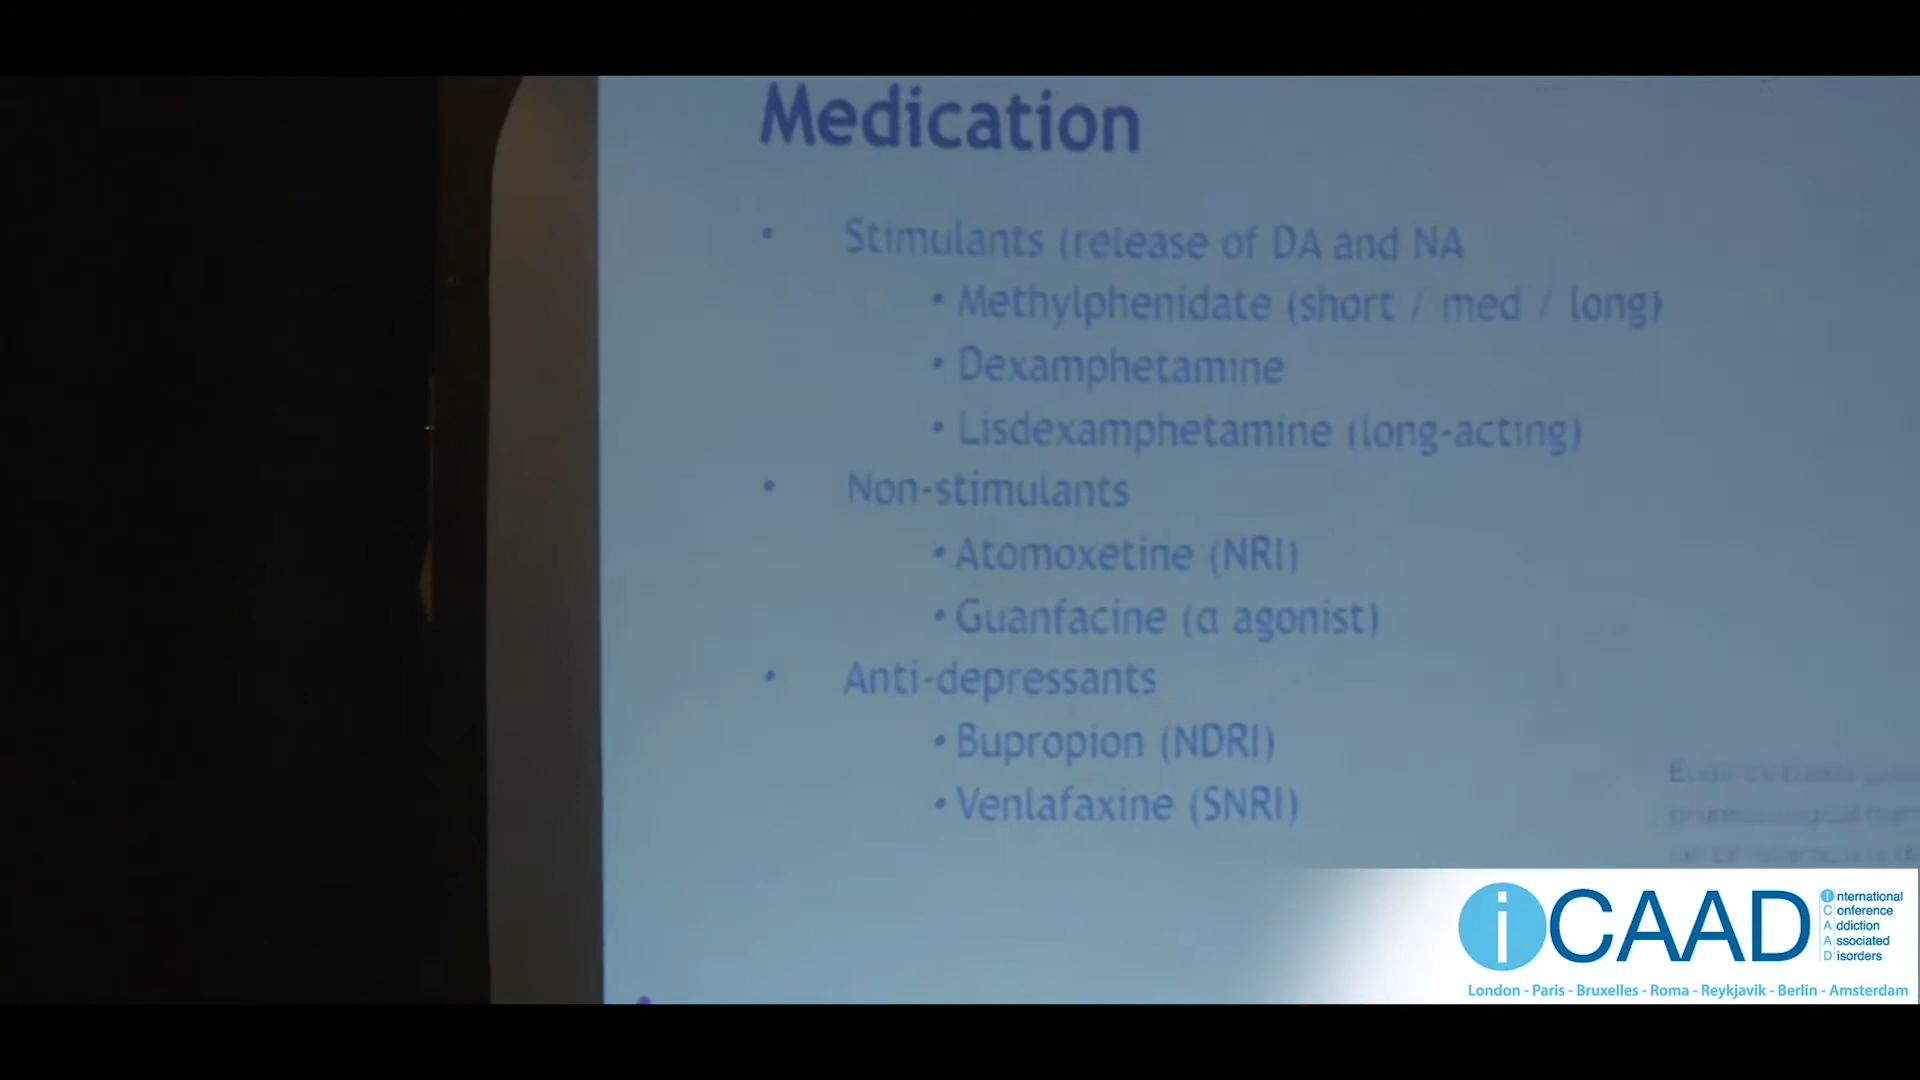 Medication
• Stimulants (release of DA and NA
• Methylphenidate (short / med / long)
• Dexamphetamine
• Lisdexamphetamine (long-acting)
• Non-stimulants
• Atomoxetine (NRI)
• Guanfacine (α agonist)
• Anti-depressants
• Bupropion (NDRI)
• Venlafaxine (SNRI)
iCAAD
international
Conference
Addiction
Associated
Disorders
London - Paris - Bruxelles - Roma - Reykjavik - Berlin - Amsterdam